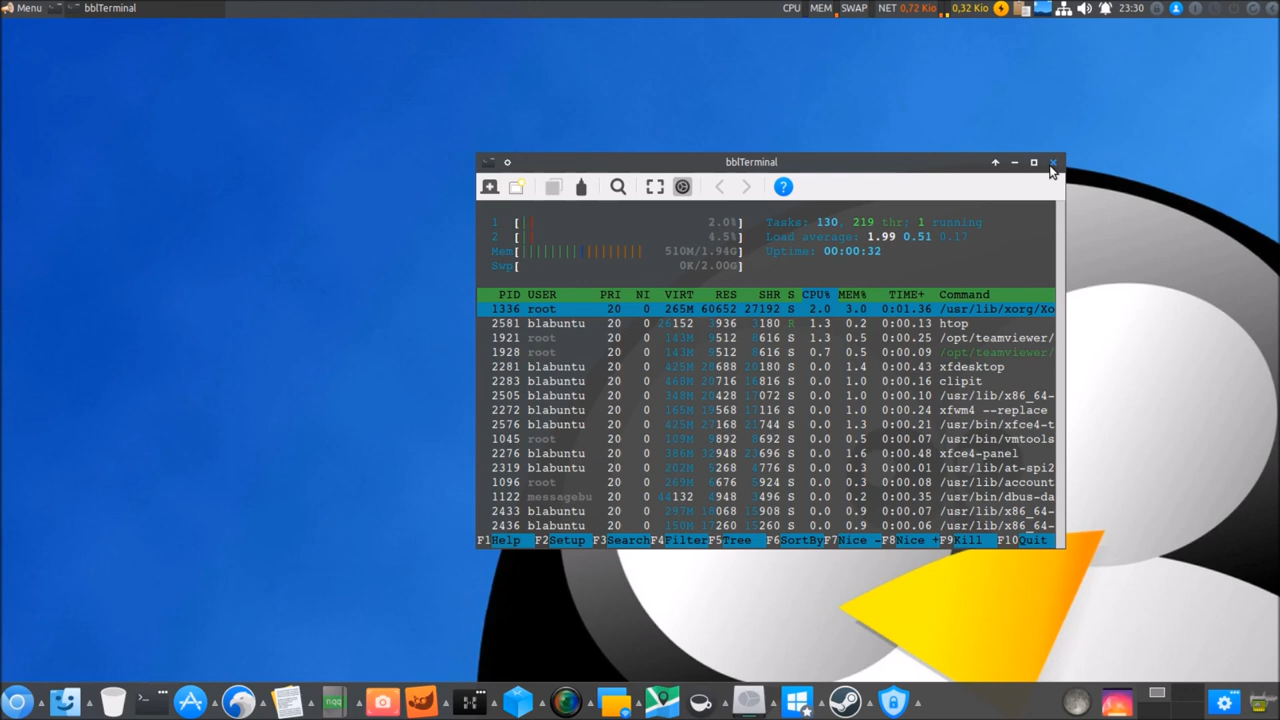 Menu bblTerminal CPU MEM SWAP NET 0,72 Kio 0,32 Kio 23:30
bblTerminal
1 [|| 2.0%] Tasks: 130, 219 thr; 1 running
2 [| 4.5%] Load average: 1.99 0.51 0.17
Mem[||||||||||||||||||| 510M/1.94G] Uptime: 00:00:32
Swp[ 0K/2.00G]
PID USER PRI NI VIRT RES SHR S CPU% MEM% TIME+ Command
1336 root 20 0 265M 60652 27192 S 2.0 3.0 0:01.36 /usr/lib/xorg/Xo
2581 blabuntu 20 0 26152 3936 3180 R 1.3 0.2 0:00.13 htop
1921 root 20 0 143M 9512 8616 S 1.3 0.5 0:00.25 /opt/teamviewer/
1928 root 20 0 143M 9512 8616 S 0.7 0.5 0:00.09 /opt/teamviewer/
2281 blabuntu 20 0 425M 28688 20180 S 0.0 1.4 0:00.43 xfdesktop
2283 blabuntu 20 0 468M 20716 16816 S 0.0 1.0 0:00.16 clipit
2505 blabuntu 20 0 348M 20428 17072 S 0.0 1.0 0:00.10 /usr/lib/x86_64-
2272 blabuntu 20 0 165M 19568 17116 S 0.0 1.0 0:00.24 xfwm4 --replace
2576 blabuntu 20 0 425M 27168 21744 S 0.0 1.3 0:00.21 /usr/bin/xfce4-t
1045 root 20 0 109M 9892 8692 S 0.0 0.5 0:00.07 /usr/bin/vmtools
2276 blabuntu 20 0 386M 32948 23696 S 0.0 1.6 0:00.48 xfce4-panel
2319 blabuntu 20 0 202M 5268 4776 S 0.0 0.3 0:00.01 /usr/lib/at-spi2
1096 root 20 0 269M 6676 5924 S 0.0 0.3 0:00.08 /usr/lib/account
1122 messagebu 20 0 44132 4948 3496 S 0.0 0.2 0:00.35 /usr/bin/dbus-da
2433 blabuntu 20 0 297M 18068 15908 S 0.0 0.9 0:00.07 /usr/lib/x86_64-
2436 blabuntu 20 0 150M 17260 15260 S 0.0 0.9 0:00.06 /usr/lib/x86_64-
F1Help F2Setup F3SearchF4FilterF5Tree F6SortByF7Nice -F8Nice +F9Kill F10Quit
nqq